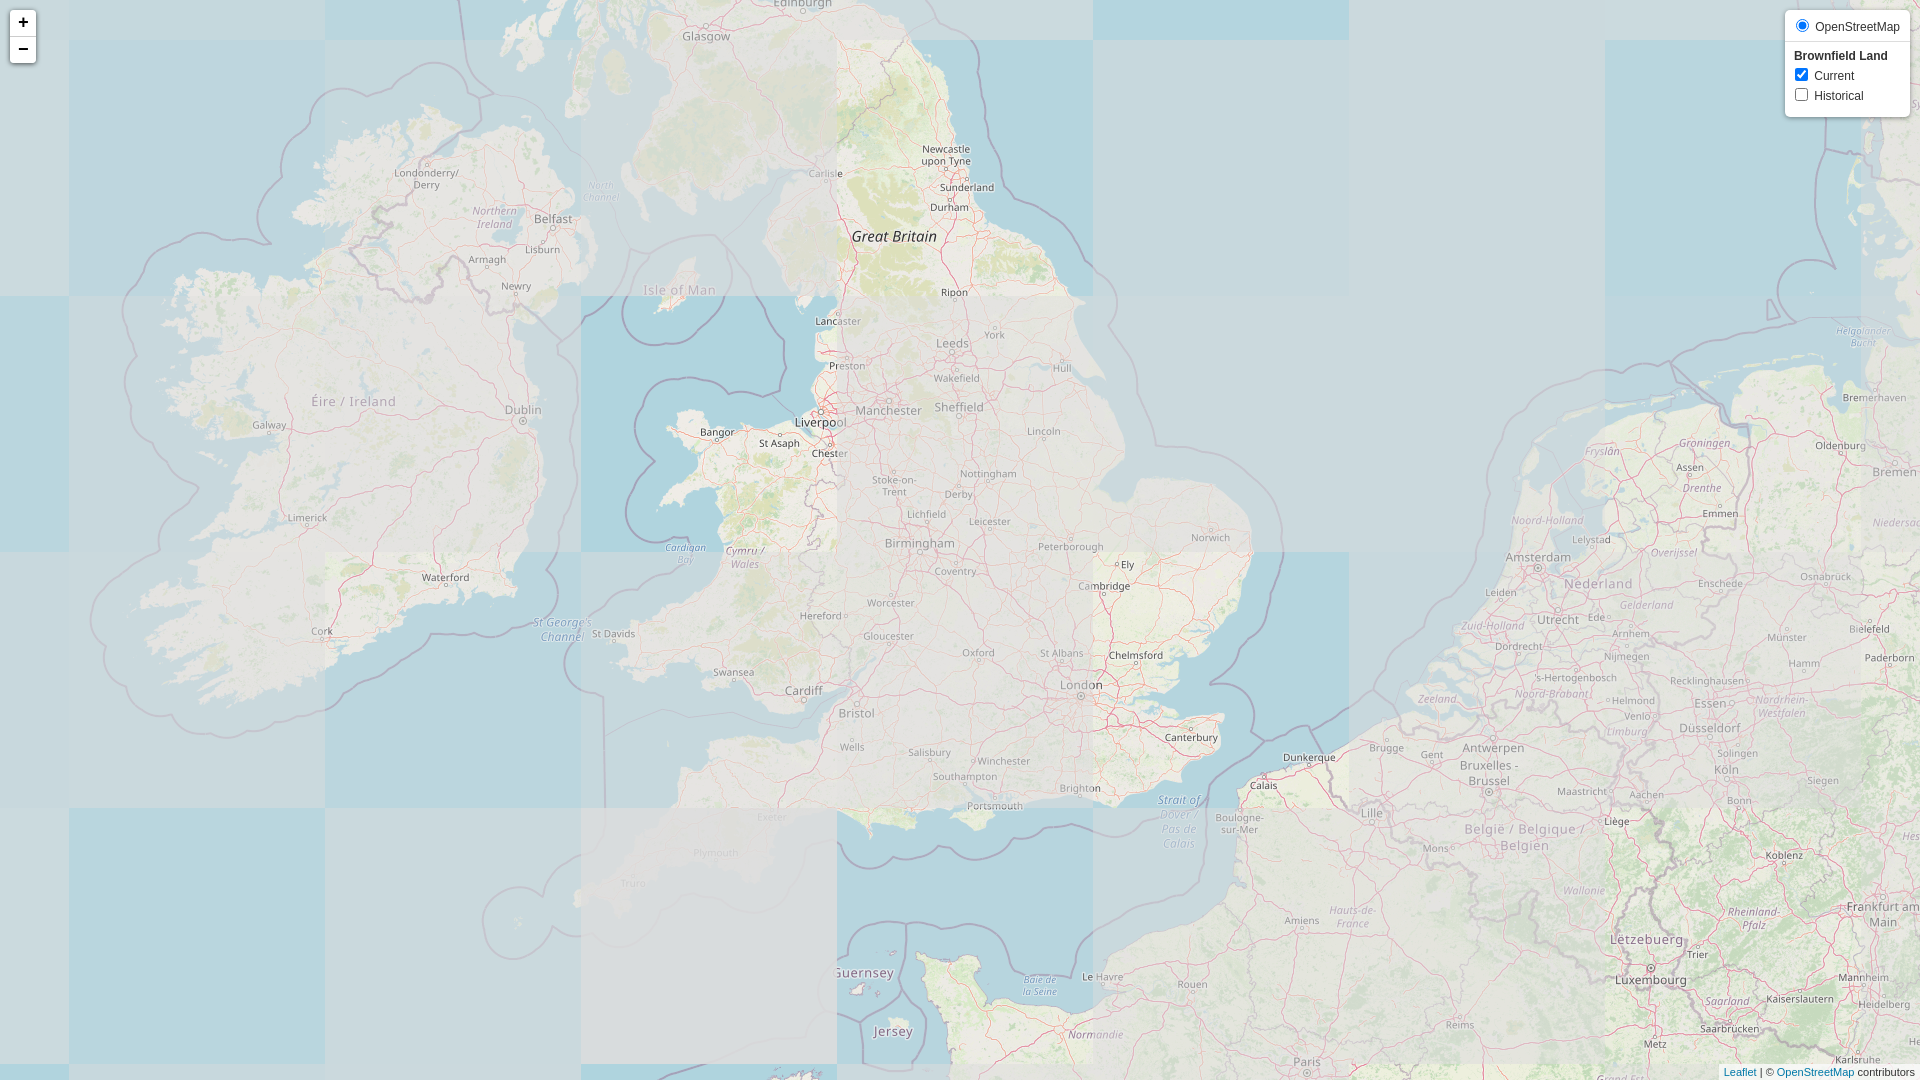 +
−
OpenStreetMap
Brownfield Land
Current
Historical
Edinburgh
Glasgow
Newcastle
upon Tyne
Carlisle
Sunderland
Durham
Londonderry/
Derry
North
Channel
Northern
Ireland
Belfast
Lisburn
Armagh
Newry
Great Britain
Isle of Man
Ripon
Lancaster
York
Leeds
Preston
Wakefield
Hull
Helgoländer
Bucht
Éire / Ireland
Dublin
Galway
Manchester
Sheffield
Liverpool
Bangor
St Asaph
Chester
Lincoln
Bremerhaven
Groningen
Oldenburg
Fryslân
Assen
Bremen
Drenthe
Nottingham
Stoke-on-
Trent
Derby
Limerick
Lichfield
Leicester
Emmen
Noord-Holland
Niedersac
Norwich
Lelystad
Birmingham
Peterborough
Cardigan
Bay
Cymru /
Wales
Amsterdam
Overijssel
Ely
Coventry
Waterford
Cambridge
Nederland
Enschede
Osnabrück
Leiden
Worcester
Gelderland
Hereford
Utrecht
Ede
St George's
Channel
Cork
St Davids
Gloucester
Zuid-Holland
Arnhem
Münster
Bielefeld
Dordrecht
Nijmegen
Oxford
St Albans
Chelmsford
Hamm
Paderborn
Swansea
London
's-Hertogenbosch
Recklinghausen
Cardiff
Zeeland
Noord-Brabant
Nordrhein-
Westfalen
Helmond
Essen
Bristol
Venlo
Limburg
Düsseldorf
Canterbury
Wells
Salisbury
Winchester
Brugge
Gent
Antwerpen
Solingen
Dunkerque
Bruxelles -
Brussel
Köln
Southampton
Siegen
Calais
Brighton
Maastricht
Aachen
Bonn
Portsmouth
Strait of
Dover /
Pas de
Calais
Exeter
Boulogne-
sur-Mer
Lille
Liège
België / Belgique /
Belgien
Mons
Koblenz
Plymouth
Truro
Wallonie
Hauts-de-
France
Amiens
Rheinland-
Pfalz
Frankfurt am
Main
Lëtzebuerg
Trier
Guernsey
Le Havre
Baie de
la Seine
Rouen
Luxembourg
Mannheim
Kaiserslautern
Saarland
Heidelberg
Jersey
Normandie
Reims
Saarbrücken
Metz
Paris
Karlsruhe
Grand Est
Leaflet | © OpenStreetMap contributors